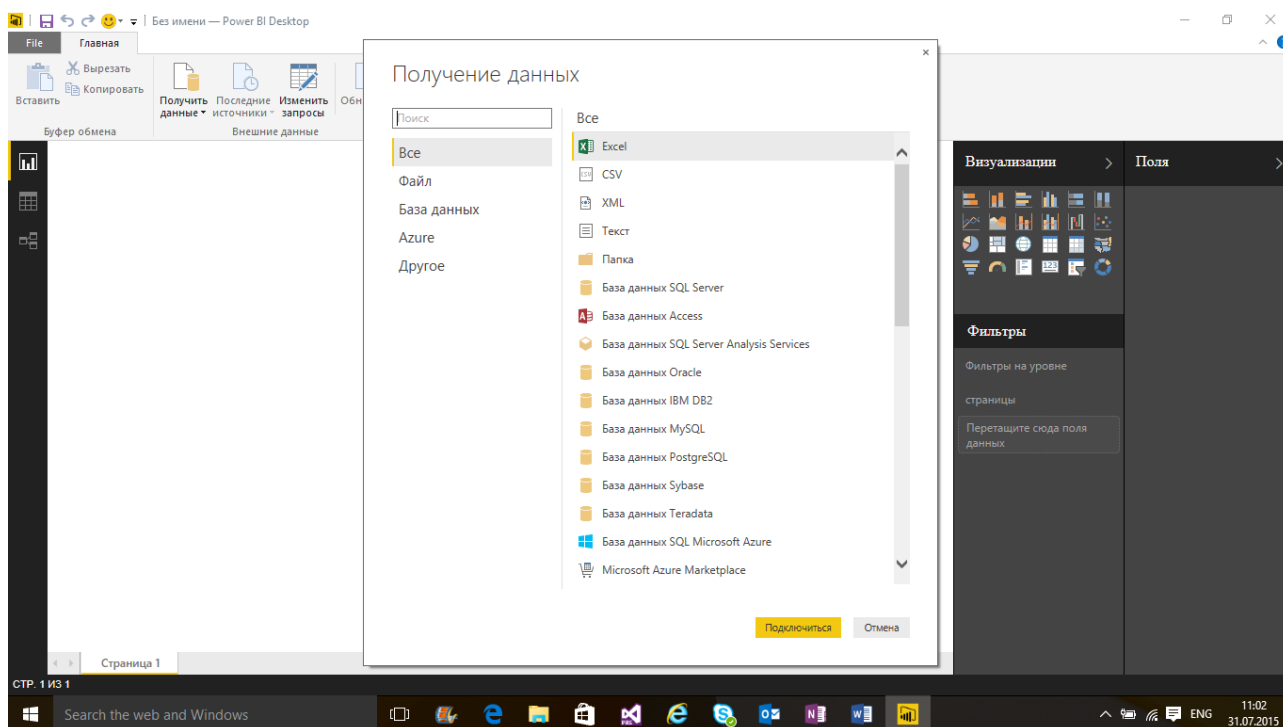 Без имени — Power BI Desktop
File
Главная
Вставить
Вырезать
Копировать
Буфер обмена
Получить
данные
Последние
источники
Изменить
запросы
Внешние данные
Обн
Получение данных
Поиск
Все
Файл
База данных
Azure
Другое
Все
Excel
CSV
XML
Текст
Папка
База данных SQL Server
База данных Access
База данных SQL Server Analysis Services
База данных Oracle
База данных IBM DB2
База данных MySQL
База данных PostgreSQL
База данных Sybase
База данных Teradata
База данных SQL Microsoft Azure
Microsoft Azure Marketplace
Подключиться
Отмена
Визуализации
Поля
123
Фильтры
Фильтры на уровне
страницы
Перетащите сюда поля
данных
Страница 1
СТР. 1 ИЗ 1
Search the web and Windows
ENG
11:02
31.07.2015